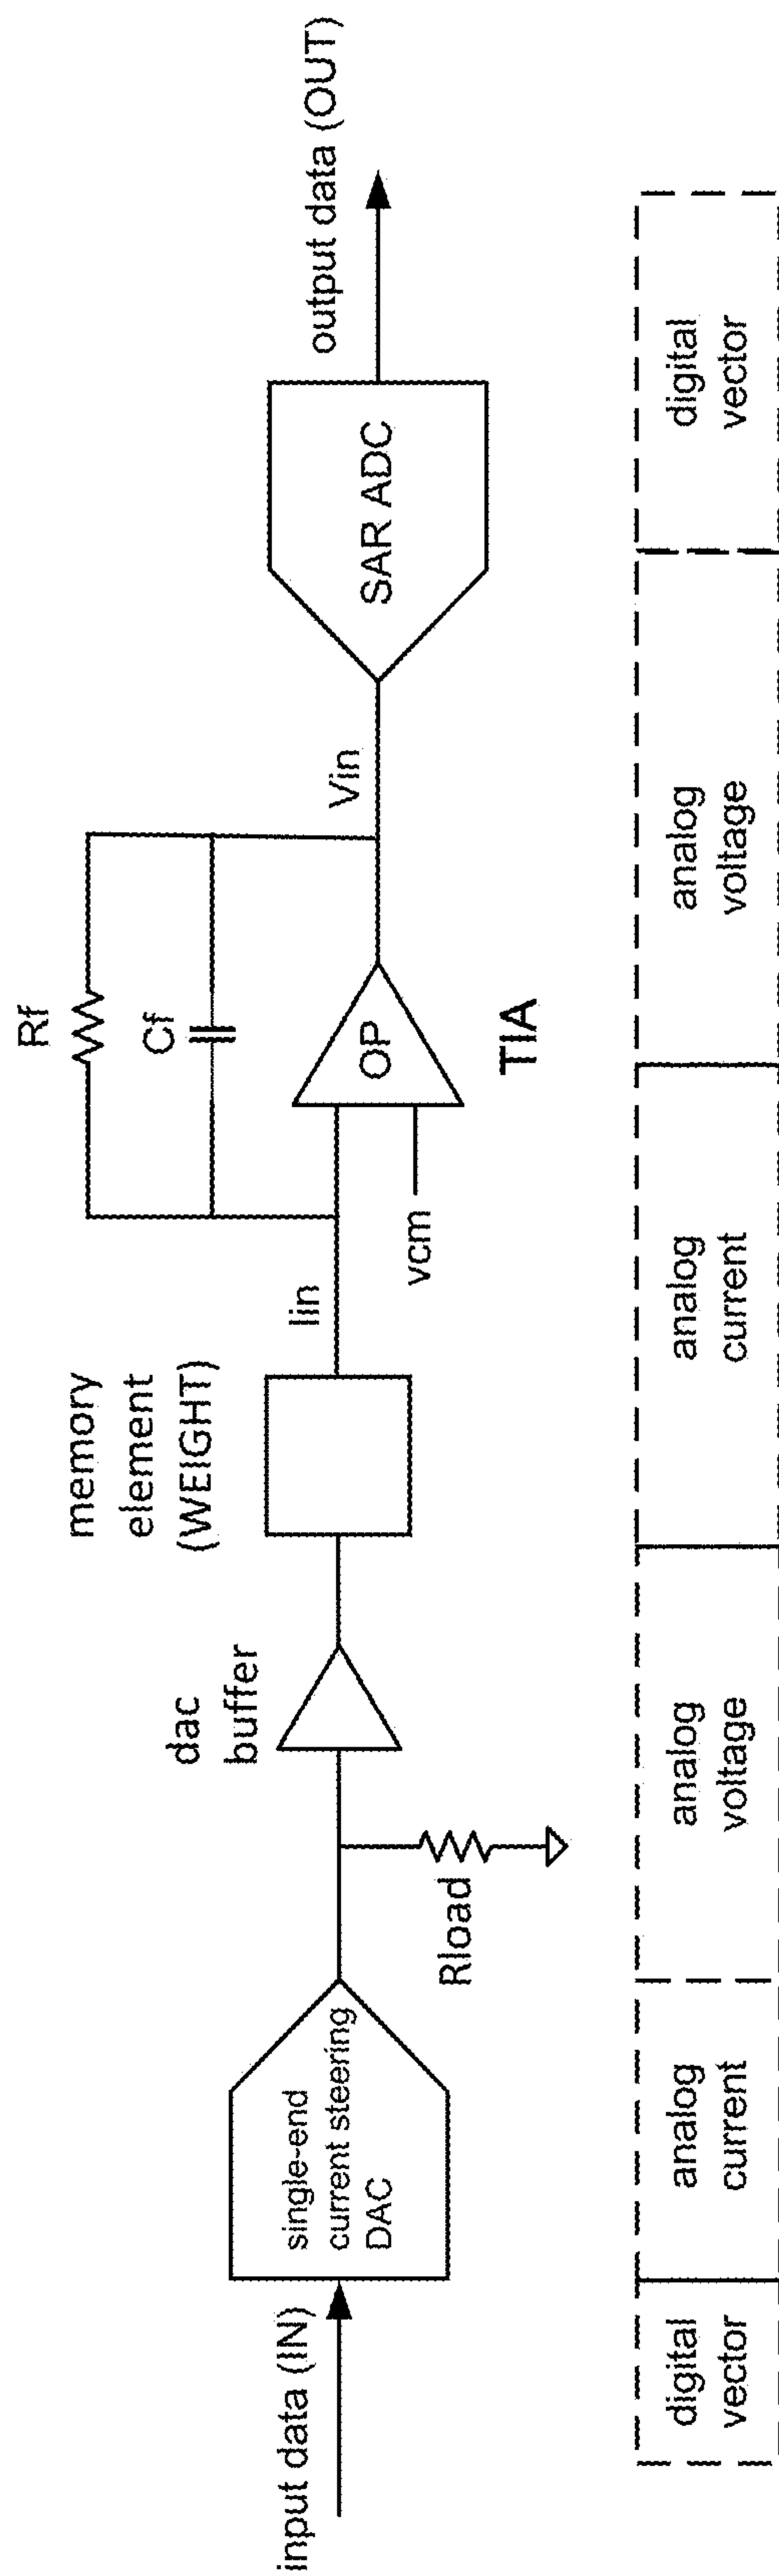 input data (IN)
single-end
current steering
DAC
Rload
dac
buffer
memory
element
(WEIGHT)
Iin
vcm
Rf
Cf
OP
TIA
Vin
SAR ADC
output data (OUT)
digital
vector
analog
current
analog
voltage
analog
current
analog
voltage
digital
vector